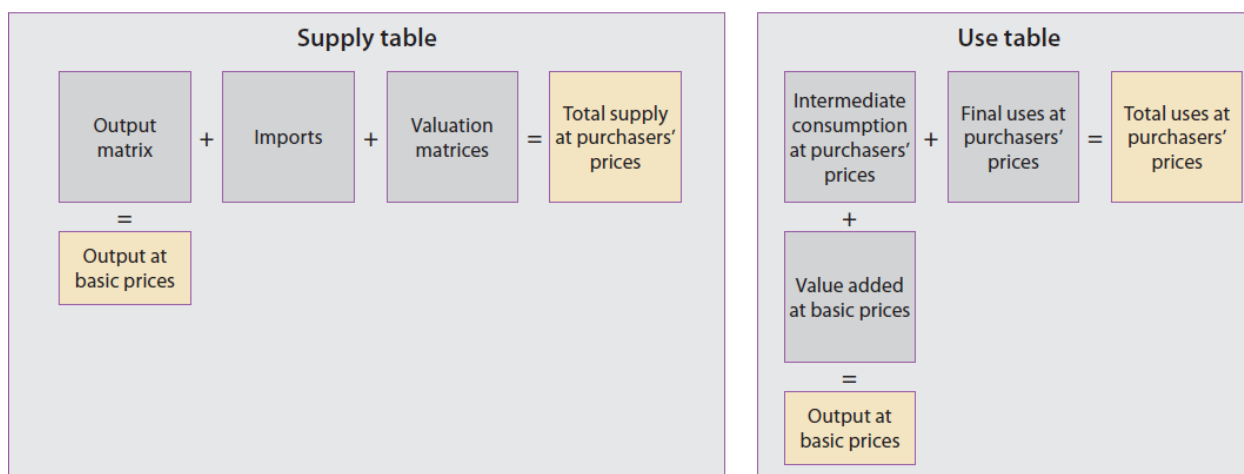 Supply table
Output
matrix
+
Imports
+
Valuation
matrices
=
Total supply
at purchasers'
prices
=
Output at
basic prices
Use table
Intermediate
consumption
at purchasers'
prices
+
Final uses at
purchasers'
prices
=
Total uses at
purchasers'
prices
+
Value added
at basic prices
=
Output at
basic prices